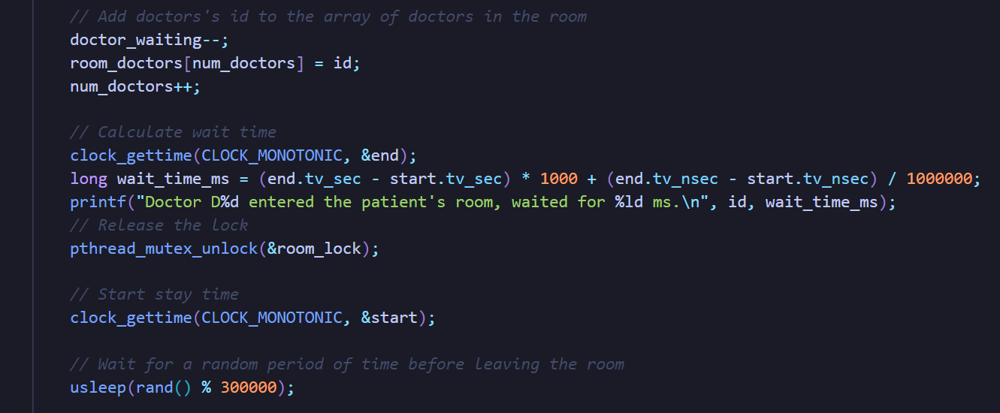 // Add doctors's id to the array of doctors in the room
doctor_waiting--;
room_doctors[num_doctors] = id;
num_doctors++;
// Calculate wait time
clock_gettime(CLOCK_MONOTONIC, &end);
long wait_time_ms = (end.tv_sec - start.tv_sec) * 1000 + (end.tv_nsec - start.tv_nsec) / 1000000;
printf("Doctor D%d entered the patient's room, waited for %ld ms.\n", id, wait_time_ms);
// Release the lock
pthread_mutex_unlock(&room_lock);
// Start stay time
clock_gettime(CLOCK_MONOTONIC, &start);
// Wait for a random period of time before leaving the room
usleep(rand() % 300000);